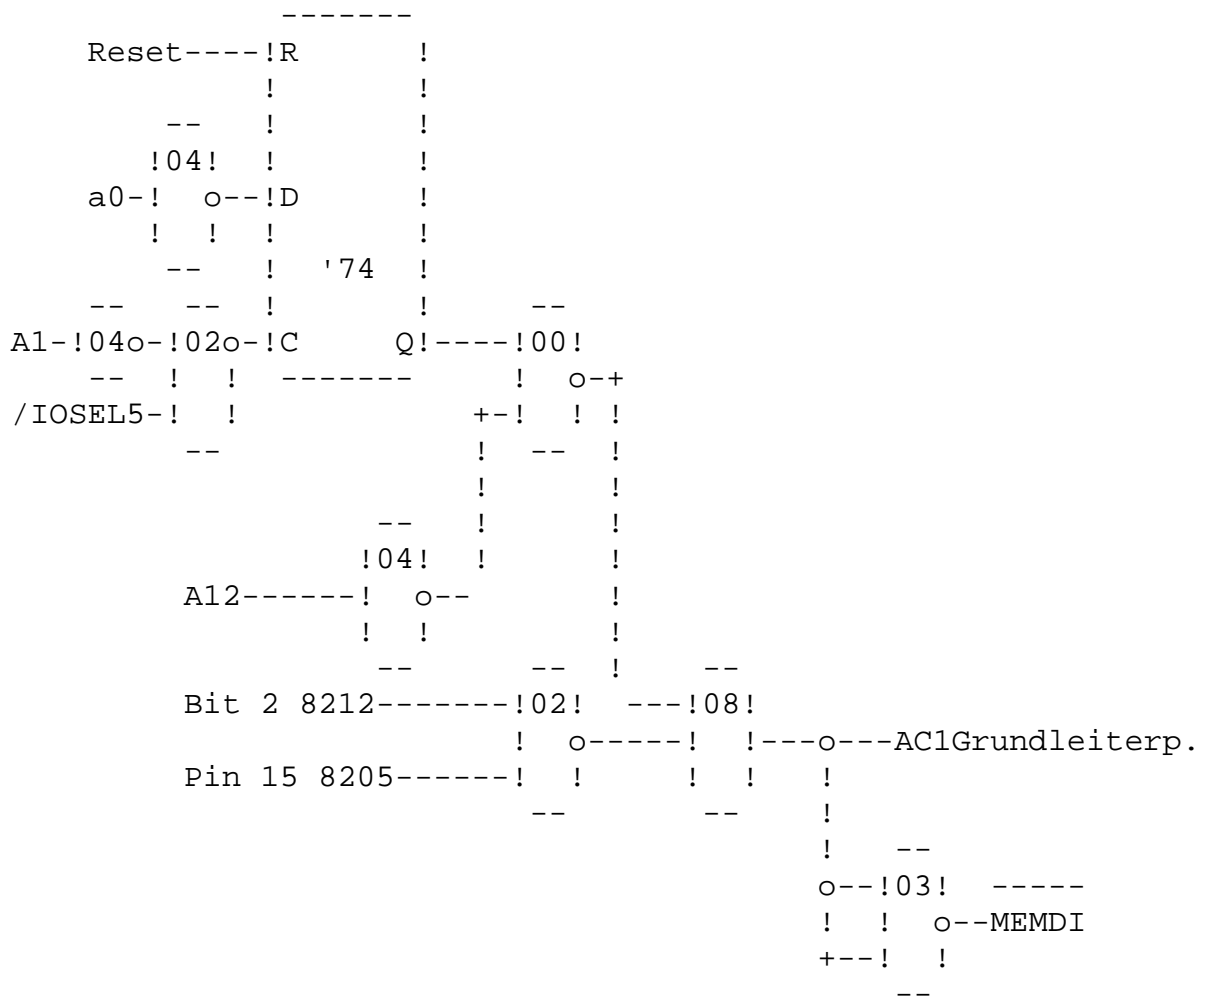 -------
   Reset----!R      !
            !       !
       --   !       !
      !04!  !       !
   a0-!  o--!D      !
      !  !  !       !
       --   !  '74  !
   --   --  !       !     --
A1-!04o-!02o-!C     Q!----!00!
   --   !  !  -------     !  o-+
/IOSEL5-!  !            +-!  ! !
         --             !  --  !
                        !      !
                   --   !      !
                  !04!  !      !
         A12------!  o--       !
                  !  !         !
                   --      --  !    --
         Bit 2 8212-------!02!  ---!08!
                          !  o-----!  !---o---AC1Grundleiterp.
         Pin 15 8205------!  !     !  !   !
                           --       --    !
                                          !   --
                                          o--!03!  -----
                                          !  !  o--MEMDI
                                          +--!  !
                                              --